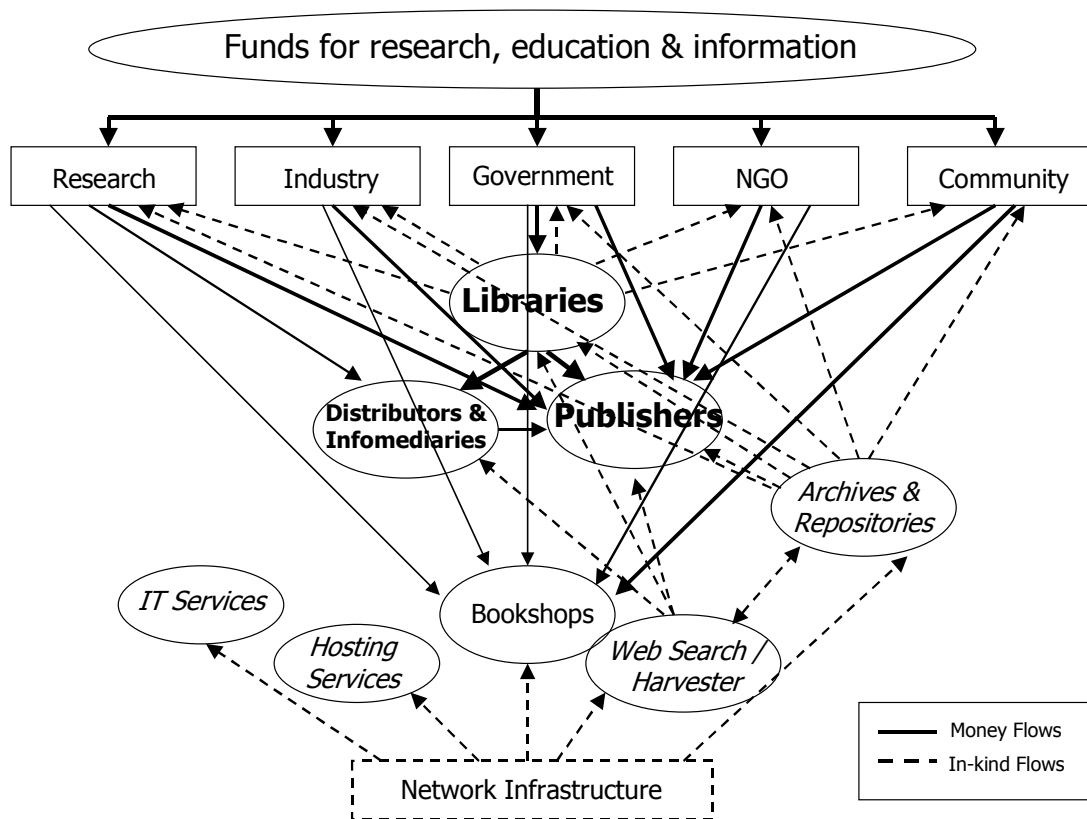 Funds for research, education & information
Research
Industry
Government
NGO
Community
Libraries
Distributors &
Infomediaries
Publishers
Archives &
Repositories
IT Services
Bookshops
Hosting
Services
Web Search /
Harvester
Money Flows
In-kind Flows
Network Infrastructure